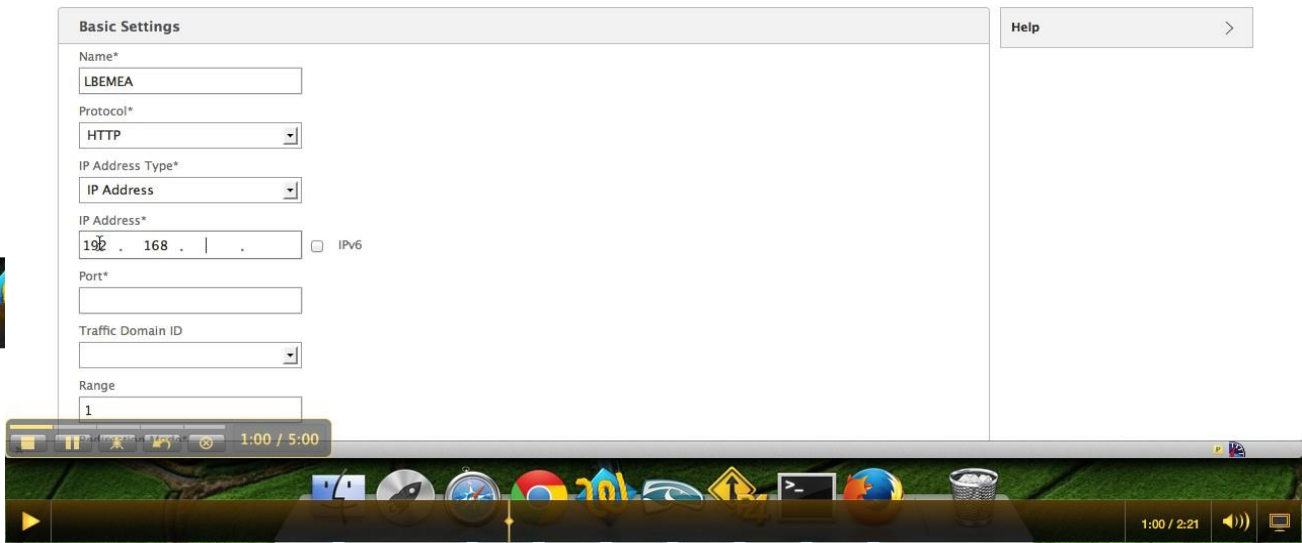 Basic Settings
Help
Name*
LBEMEA
Protocol*
HTTP
IP Address Type*
IP Address
IP Address*
192 . 168 . .
IPv6
Port*
Traffic Domain ID
Range
1
1:00 / 5:00
101
>_
P
1:00 / 2:21